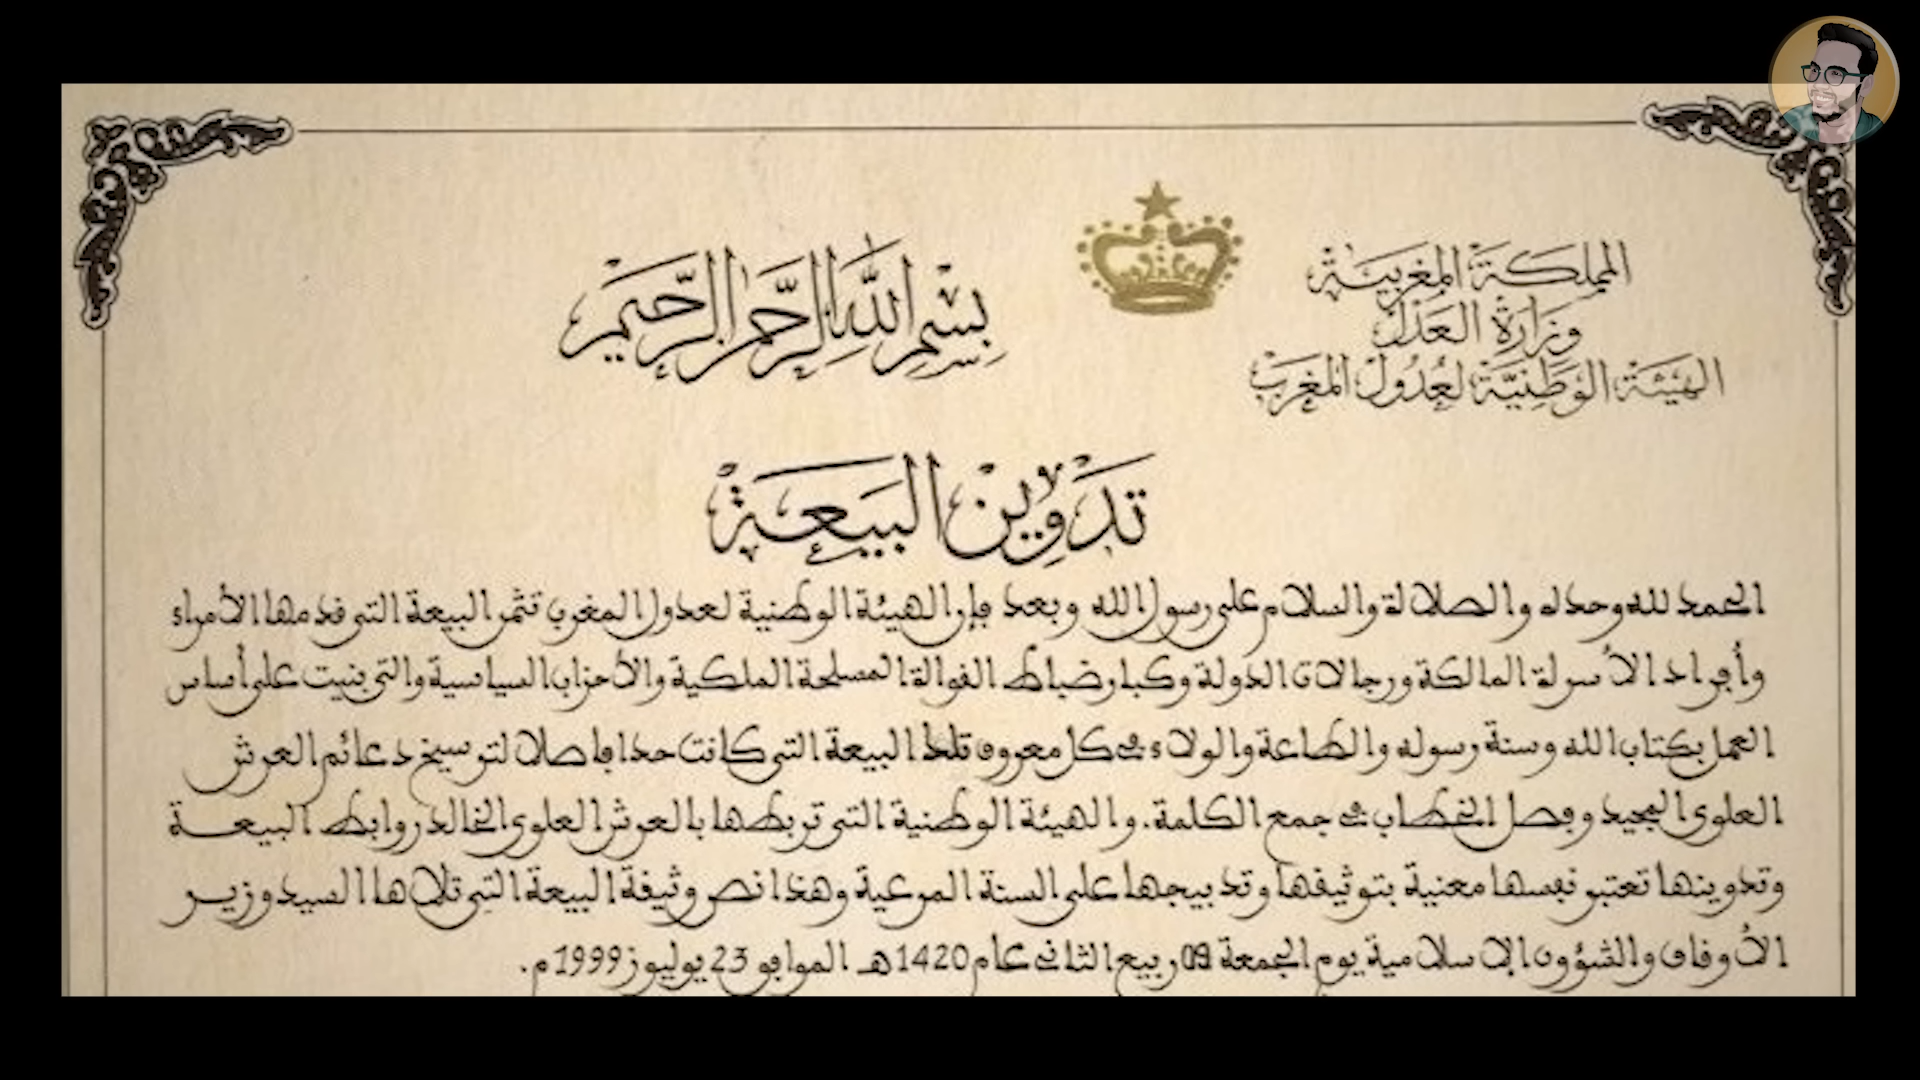 المملكة المغربية
وزارة العدل
الهيئة الوطنية لعدول المغرب
بسم الله الرحمن الرحيم
تدوين البيعة
الحمد لله وحده والصلاة والسلام على رسول الله وبعد فإن الهيئة الوطنية لعدول المغرب تثمن البيعة التي قدمها الأمراء
وأفراد الأسرة المالكة ورجالات الدولة وكبار ضباط القوات المسلحة الملكية والأحزاب السياسية والتي بنيت على أساس
العمل بكتاب الله وسنة رسوله والطاعة والولاء في كل معروف تلك البيعة التي كانت حدا فاصلا لترسيخ دعائم العرش
العلوي المجيد وفصل الخطاب في جمع الكلمة. والهيئة الوطنية التي تربطها بالعرش العلوي الخالد روابط البيعة
وتدوينها تعتبر نفسها معنية بتوثيقها وتدبيجها على السنة المرعية وهذا نص وثيقة البيعة التي تلاها السيد وزير
الأوقاف والشؤون الإسلامية يوم الجمعة 09 ربيع الثاني عام 1420 هـ الموافق 23 يوليوز 1999 م.